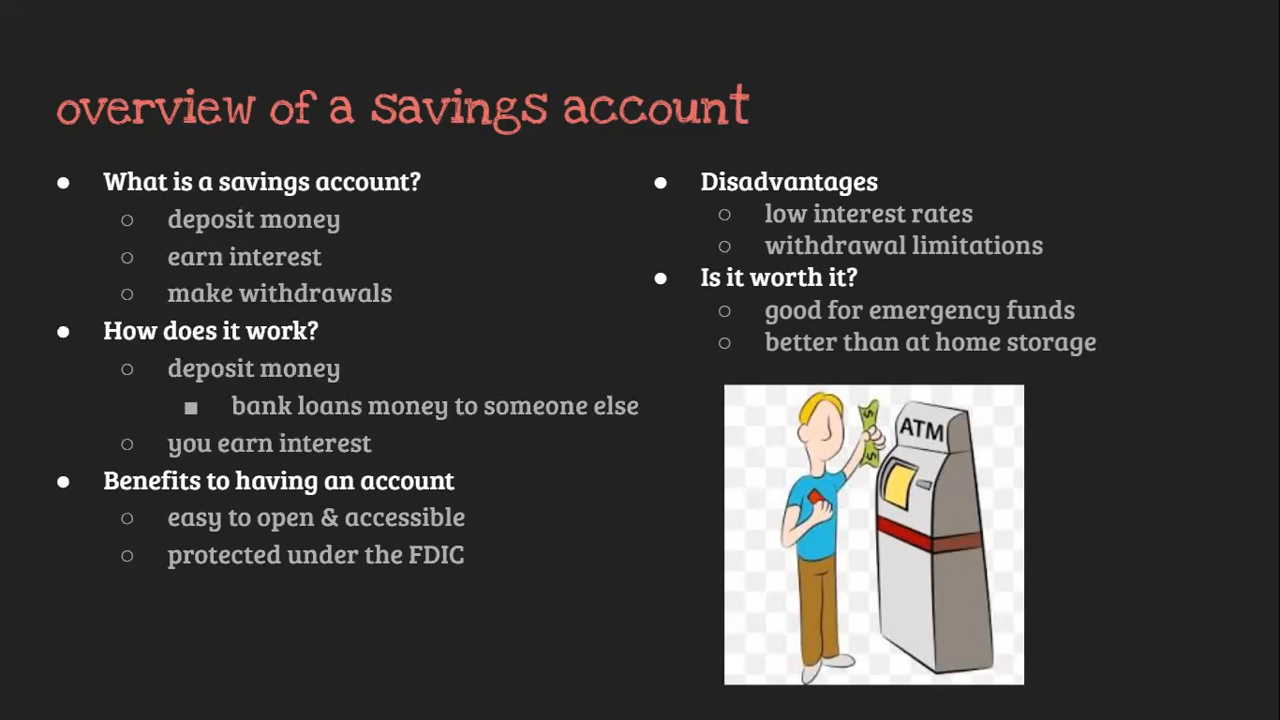 overview of a savings account
● What is a savings account?
○ deposit money
○ earn interest
○ make withdrawals
● How does it work?
○ deposit money
■ bank loans money to someone else
○ you earn interest
● Benefits to having an account
○ easy to open & accessible
○ protected under the FDIC
● Disadvantages
○ low interest rates
○ withdrawal limitations
● Is it worth it?
○ good for emergency funds
○ better than at home storage
$
$
ATM